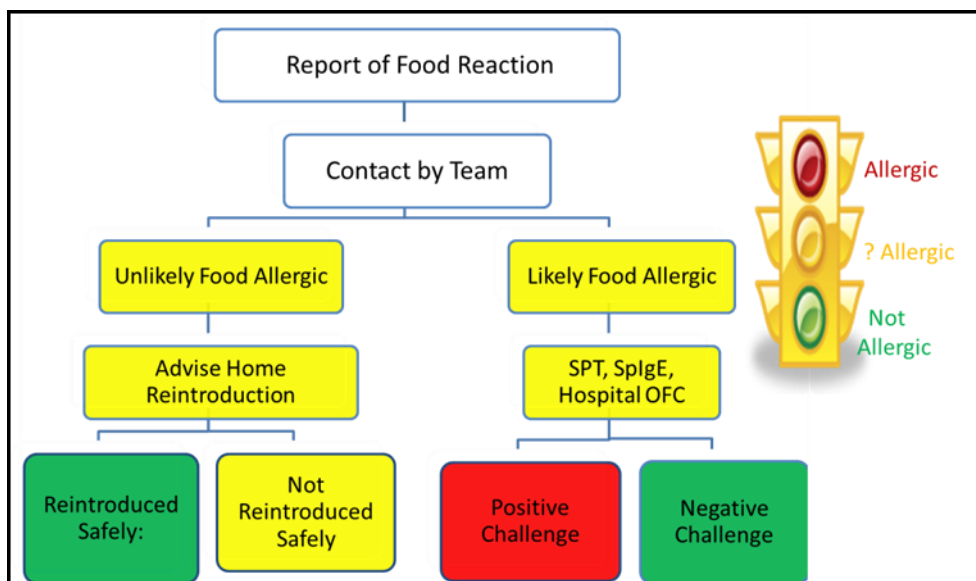 Report of Food Reaction
Contact by Team
Unlikely Food Allergic
Likely Food Allergic
Advise Home
Reintroduction
SPT, SpIgE,
Hospital OFC
Reintroduced
Safely:
Not
Reintroduced
Safely
Positive
Challenge
Negative
Challenge
Allergic
? Allergic
Not
Allergic